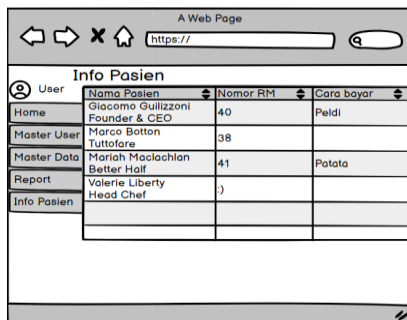 A Web Page
https://
Info Pasien
User
Home
Master User
Master Data
Report
Info Pasien
Nama Pasien Nomor RM Cara bayar
Giacomo Guilizzoni
Founder & CEO 40 Peldi
Marco Botton
Tuttofare 38
Mariah Maclachlan
Better Half 41 Patata
Valerie Liberty
Head Chef :)